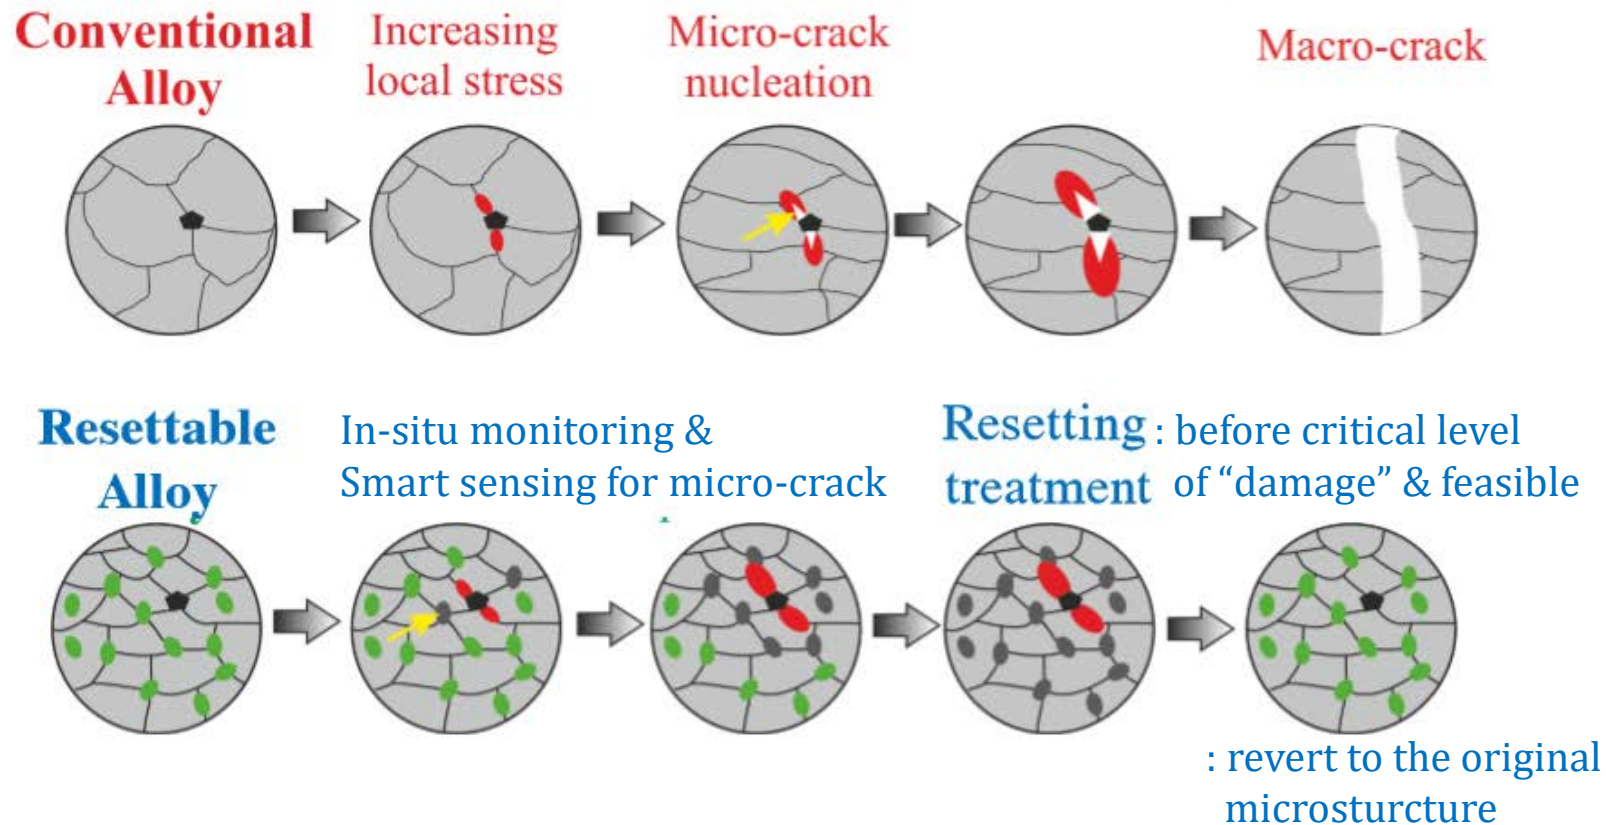 Conventional
Alloy
Increasing
local stress
Micro-crack
nucleation
Macro-crack
Resettable
Alloy
In-situ monitoring &
Smart sensing for micro-crack
Resetting : before critical level
treatment of “damage” & feasible
: revert to the original
microsturcture